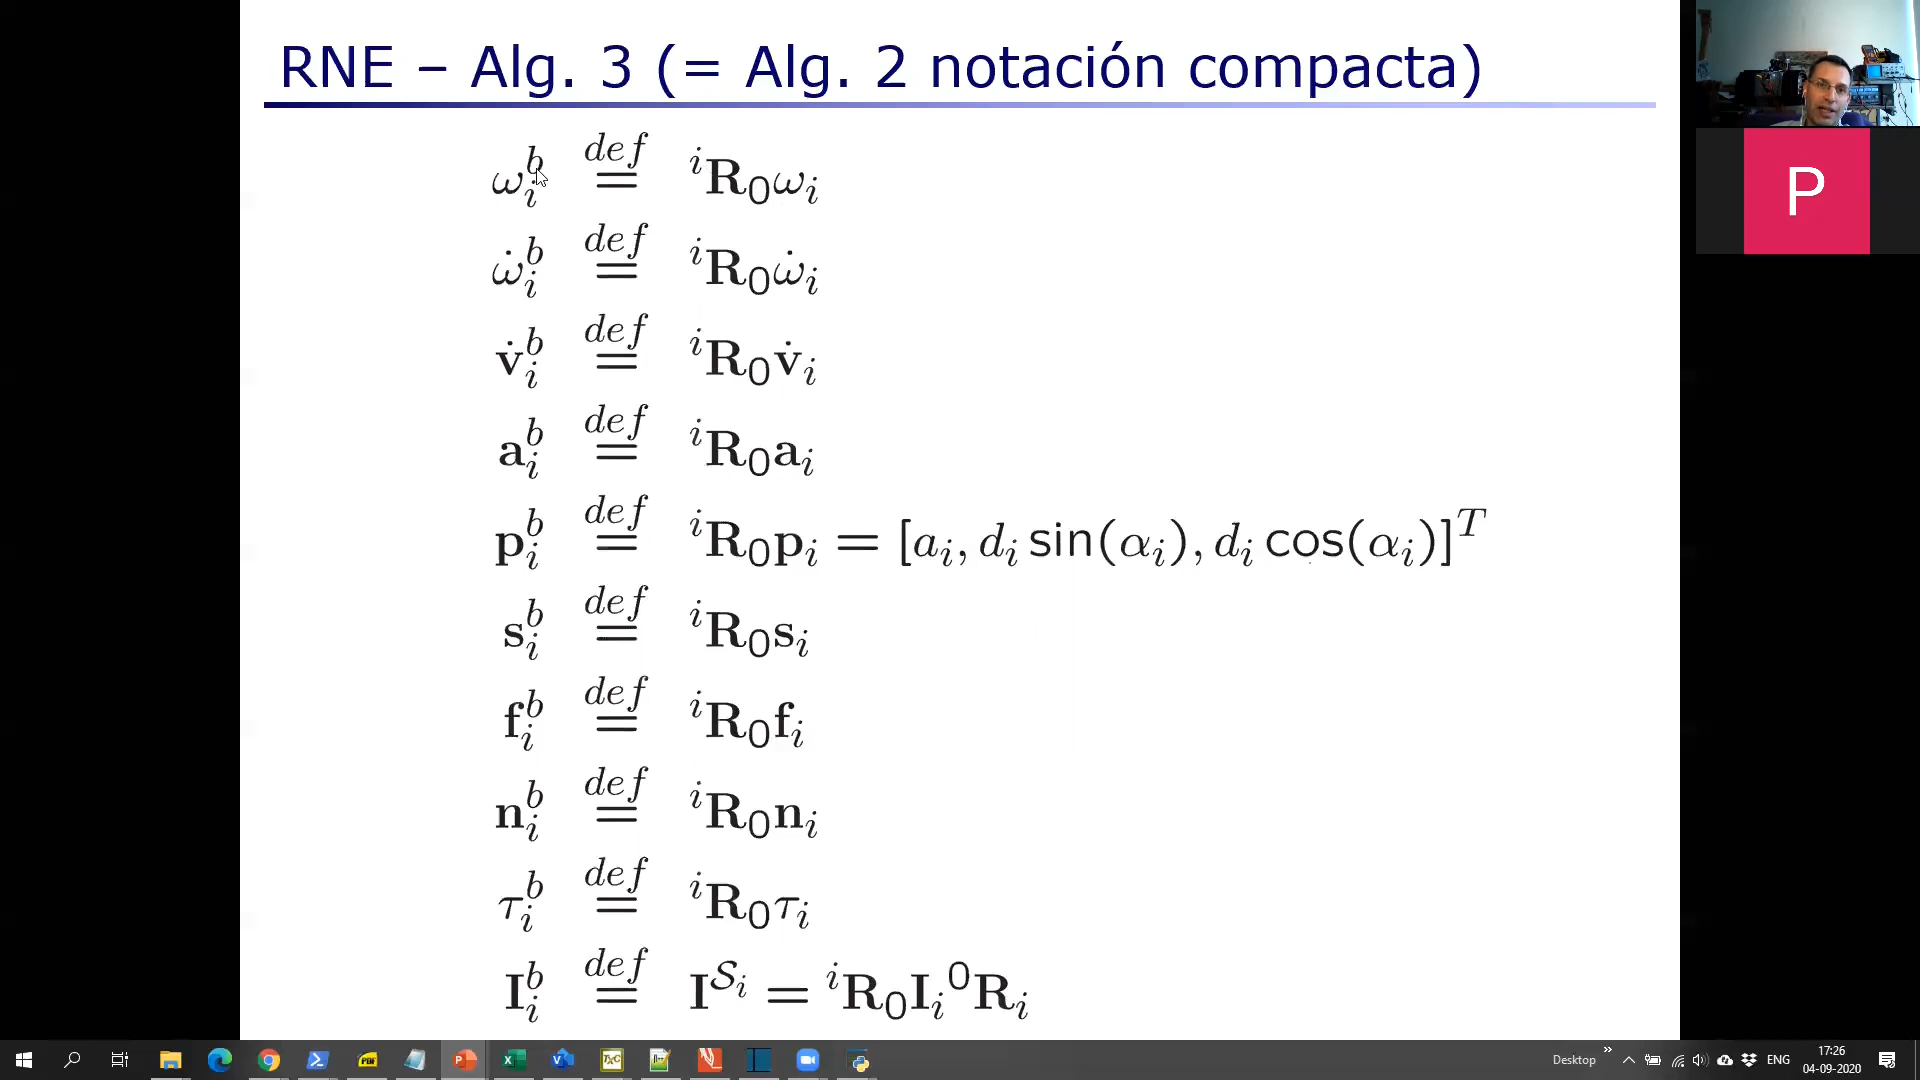 RNE – Alg. 3 (= Alg. 2 notación compacta)
ω_i^b def= ^iR_0 ω_i
ω̇_i^b def= ^iR_0 ω̇_i
v̇_i^b def= ^iR_0 v̇_i
a_i^b def= ^iR_0 a_i
p_i^b def= ^iR_0 p_i = [a_i, d_i sin(α_i), d_i cos(α_i)]^T
s_i^b def= ^iR_0 s_i
f_i^b def= ^iR_0 f_i
n_i^b def= ^iR_0 n_i
τ_i^b def= ^iR_0 τ_i
I_i^b def= I^{S_i} = ^iR_0 I_i ^0R_i
P
PDF
TXC
Desktop
ENG
17:26
04-09-2020